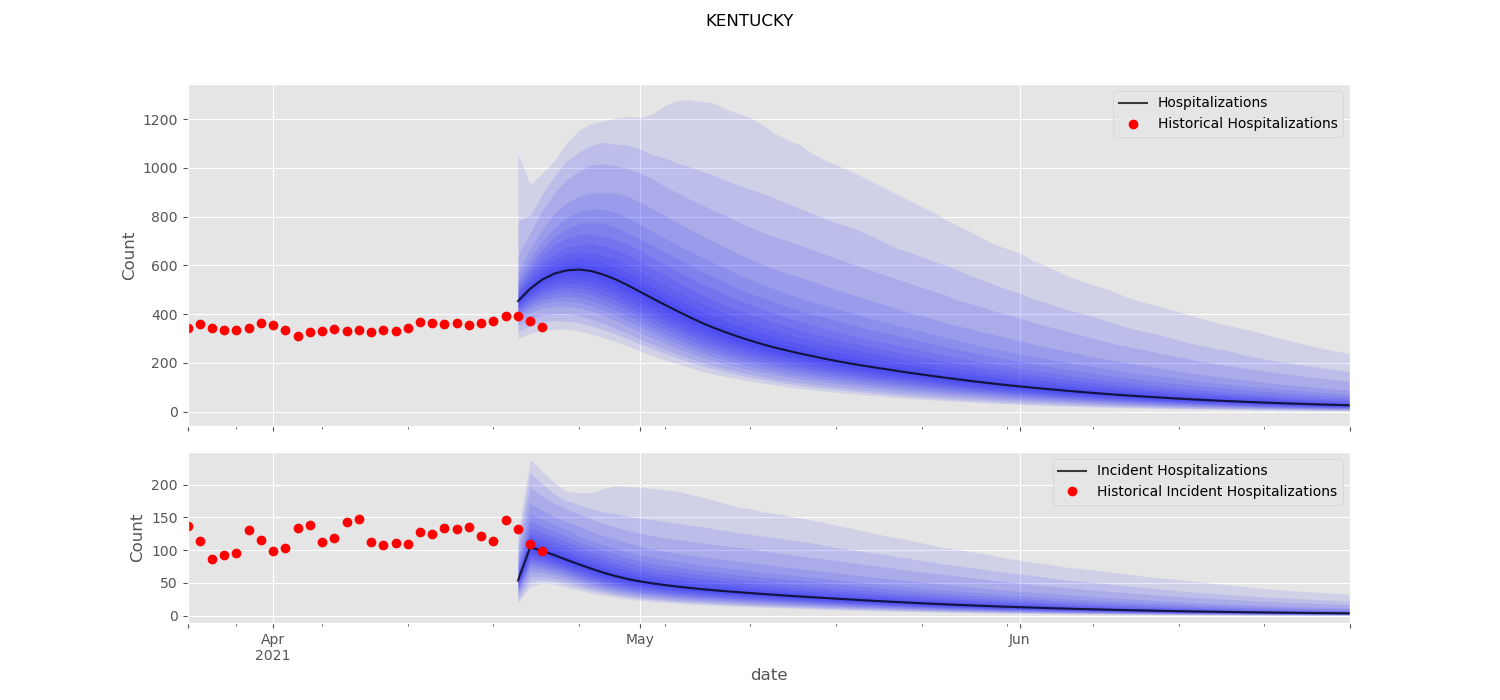 KENTUCKY
Hospitalizations
Historical Hospitalizations
Count
1200
1000
800
600
400
200
0
Incident Hospitalizations
Historical Incident Hospitalizations
Count
200
150
100
50
0
Apr
2021
May
Jun
date